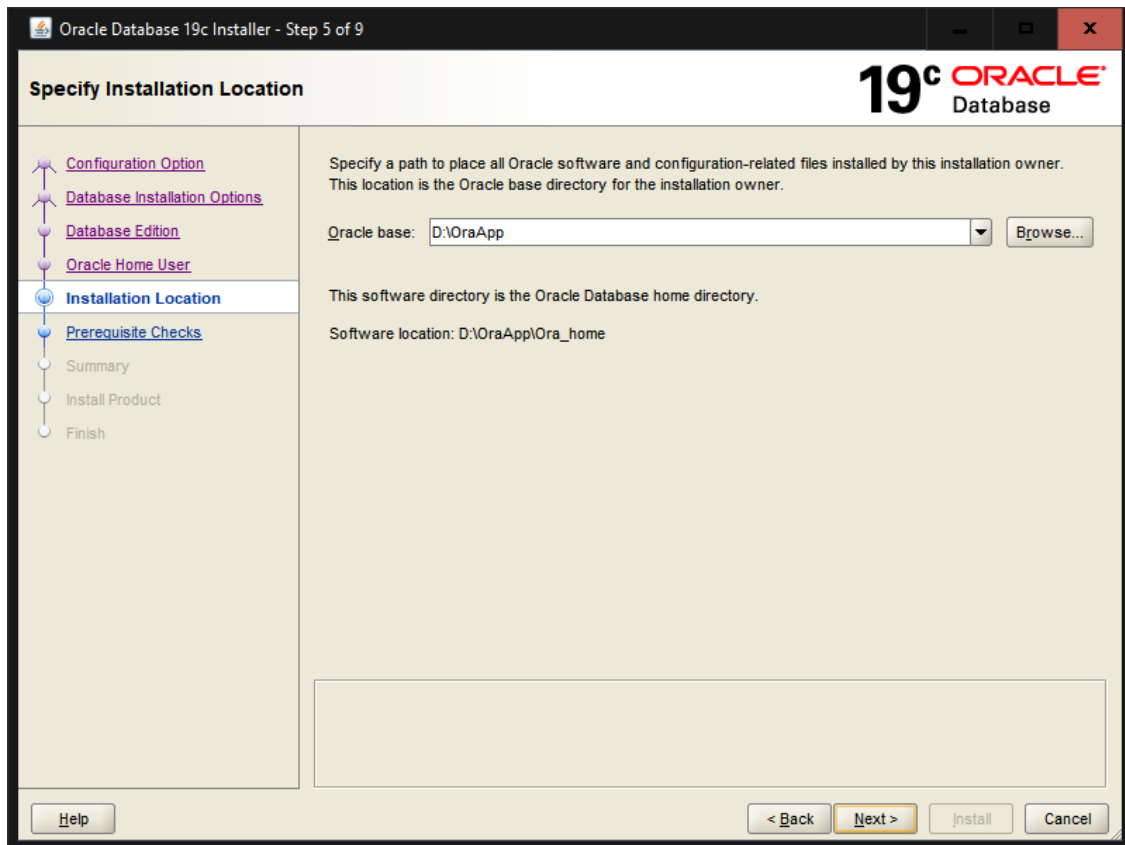 Oracle Database 19c Installer - Step 5 of 9
Specify Installation Location
19c ORACLE
Database
Configuration Option
Database Installation Options
Database Edition
Oracle Home User
Installation Location
Prerequisite Checks
Summary
Install Product
Finish
Specify a path to place all Oracle software and configuration-related files installed by this installation owner.
This location is the Oracle base directory for the installation owner.
Oracle base: D:\OraApp Browse...
This software directory is the Oracle Database home directory.
Software location: D:\OraApp\Ora_home
Help < Back Next > Install Cancel